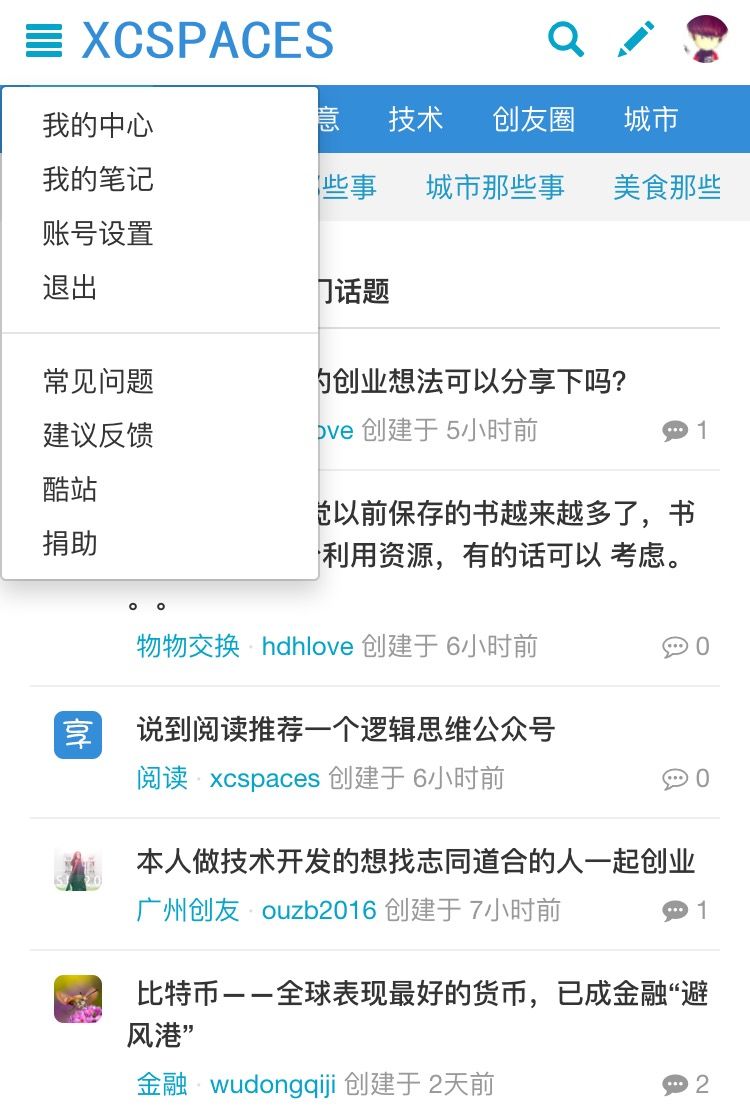 XCSPACES
意 技术 创友圈 城市
些事 城市那些事 美食那些
我的中心
我的笔记
账号设置
退出
常见问题
建议反馈
酷站
捐助
门话题
的创业想法可以分享下吗?
ove 创建于 5小时前 1
觉以前保存的书越来越多了，书
利用资源，有的话可以 考虑。
。。
物物交换 · hdhlove 创建于 6小时前 0
享
说到阅读推荐一个逻辑思维公众号
阅读 · xcspaces 创建于 6小时前 0
本人做技术开发的想找志同道合的人一起创业
广州创友 · ouzb2016 创建于 7小时前 1
比特币——全球表现最好的货币，已成金融“避
风港”
金融 · wudongqiji 创建于 2天前 2